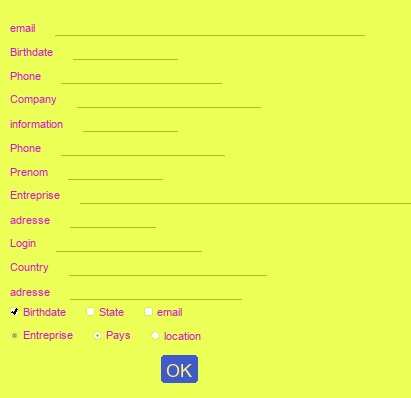 email
Birthdate
Phone
Company
information
Phone
Prenom
Entreprise
adresse
Login
Country
adresse
Birthdate State email
Entreprise Pays location
OK